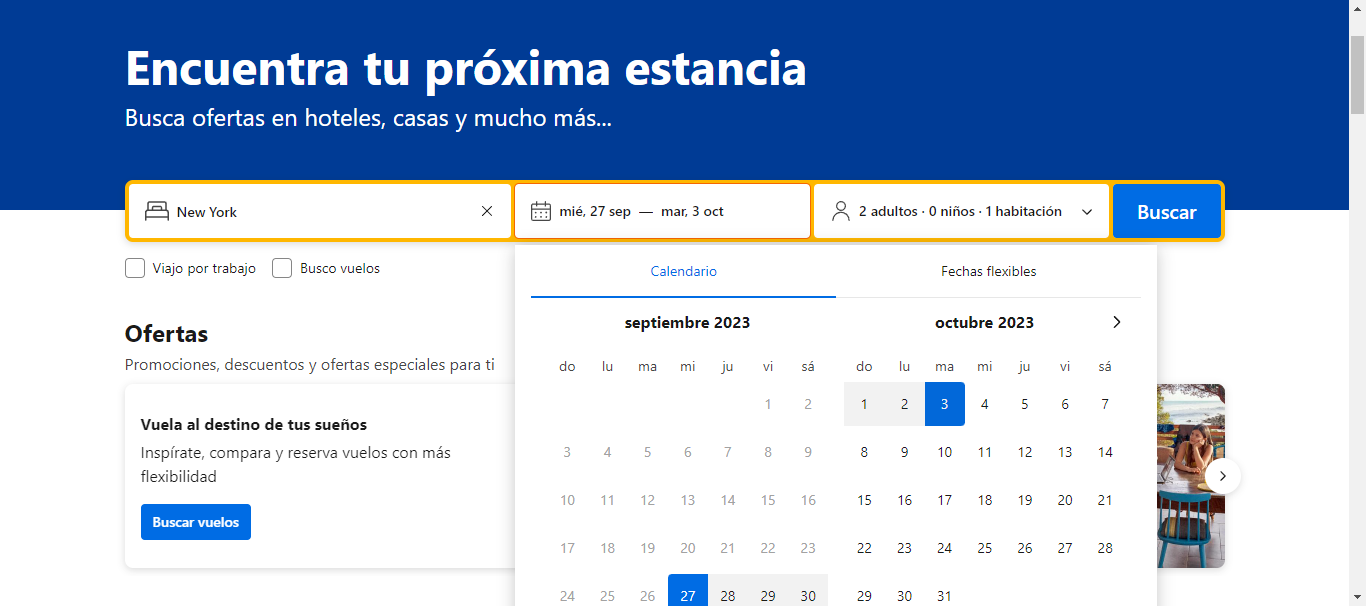 Encuentra tu próxima estancia
Busca ofertas en hoteles, casas y mucho más...
New York
mié, 27 sep — mar, 3 oct
2 adultos · 0 niños · 1 habitación
Buscar
Viajo por trabajo
Busco vuelos
Calendario
Fechas flexibles
Ofertas
Promociones, descuentos y ofertas especiales para ti
Vuela al destino de tus sueños
Inspírate, compara y reserva vuelos con más
flexibilidad
Buscar vuelos
septiembre 2023
do lu ma mi ju vi sá
1 2
3 4 5 6 7 8 9
10 11 12 13 14 15 16
17 18 19 20 21 22 23
24 25 26 27 28 29 30
octubre 2023
do lu ma mi ju vi sá
1 2 3 4 5 6 7
8 9 10 11 12 13 14
15 16 17 18 19 20 21
22 23 24 25 26 27 28
29 30 31